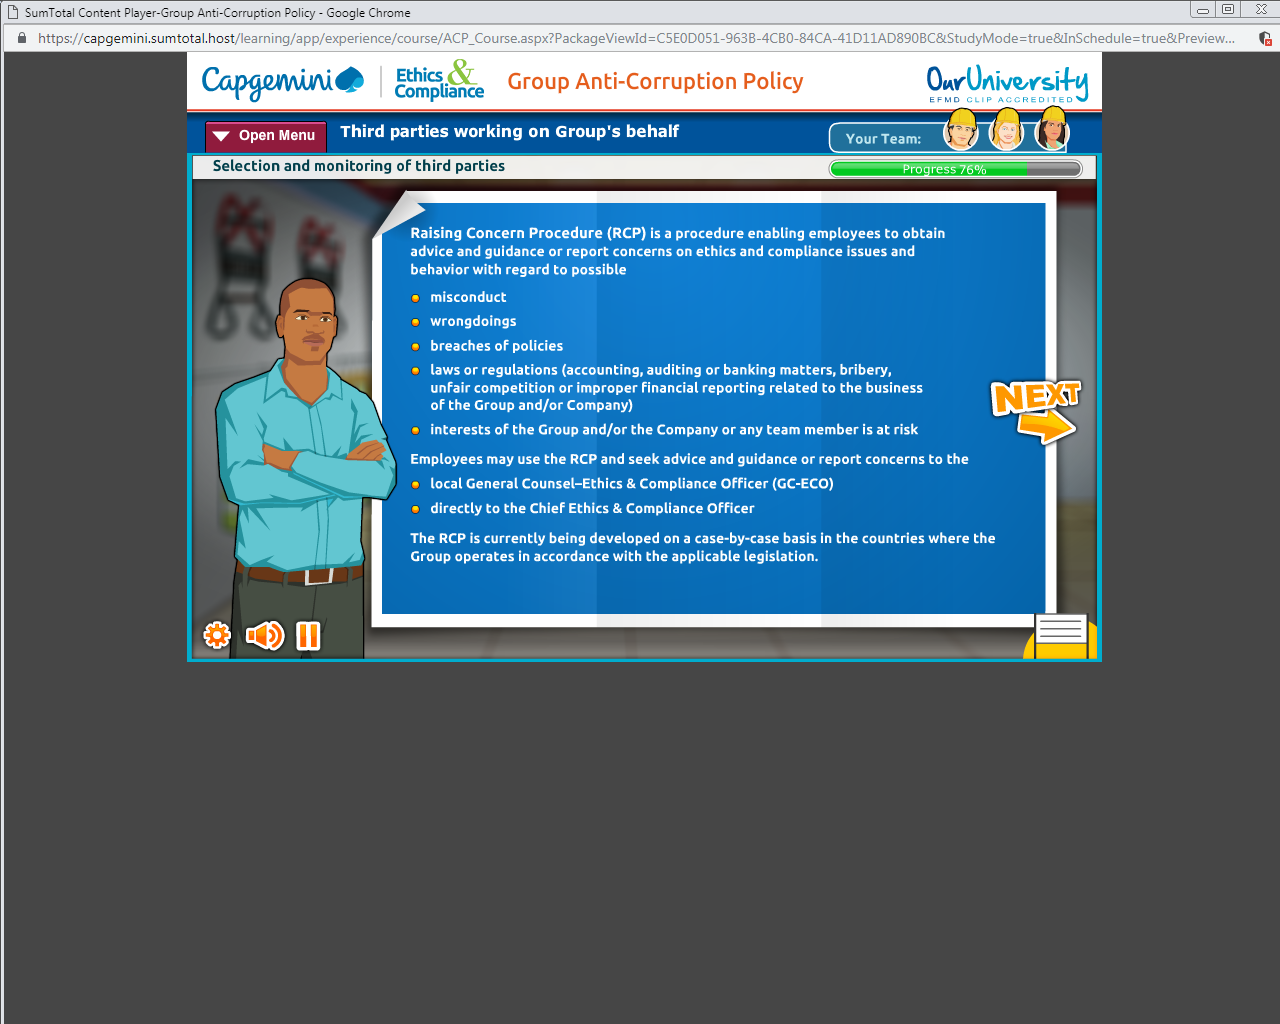 SumTotal Content Player-Group Anti-Corruption Policy - Google Chrome
https://capgemini.sumtotal.host/learning/app/experience/course/ACP_Course.aspx?PackageViewId=C5E0D051-963B-4CB0-84CA-41D11AD890BC&StudyMode=true&InSchedule=true&Preview...
Capgemini
Ethics &
Compliance
Group Anti-Corruption Policy
OurUniversity
EFMD CLIP ACCREDITED
Open Menu
Third parties working on Group's behalf
Your Team:
Selection and monitoring of third parties
Progress 76%
Raising Concern Procedure (RCP) is a procedure enabling employees to obtain
advice and guidance or report concerns on ethics and compliance issues and
behavior with regard to possible
misconduct
wrongdoings
breaches of policies
laws or regulations (accounting, auditing or banking matters, bribery,
unfair competition or improper financial reporting related to the business
of the Group and/or Company)
interests of the Group and/or the Company or any team member is at risk
Employees may use the RCP and seek advice and guidance or report concerns to the
local General Counsel–Ethics & Compliance Officer (GC-ECO)
directly to the Chief Ethics & Compliance Officer
The RCP is currently being developed on a case-by-case basis in the countries where the
Group operates in accordance with the applicable legislation.
NEXT